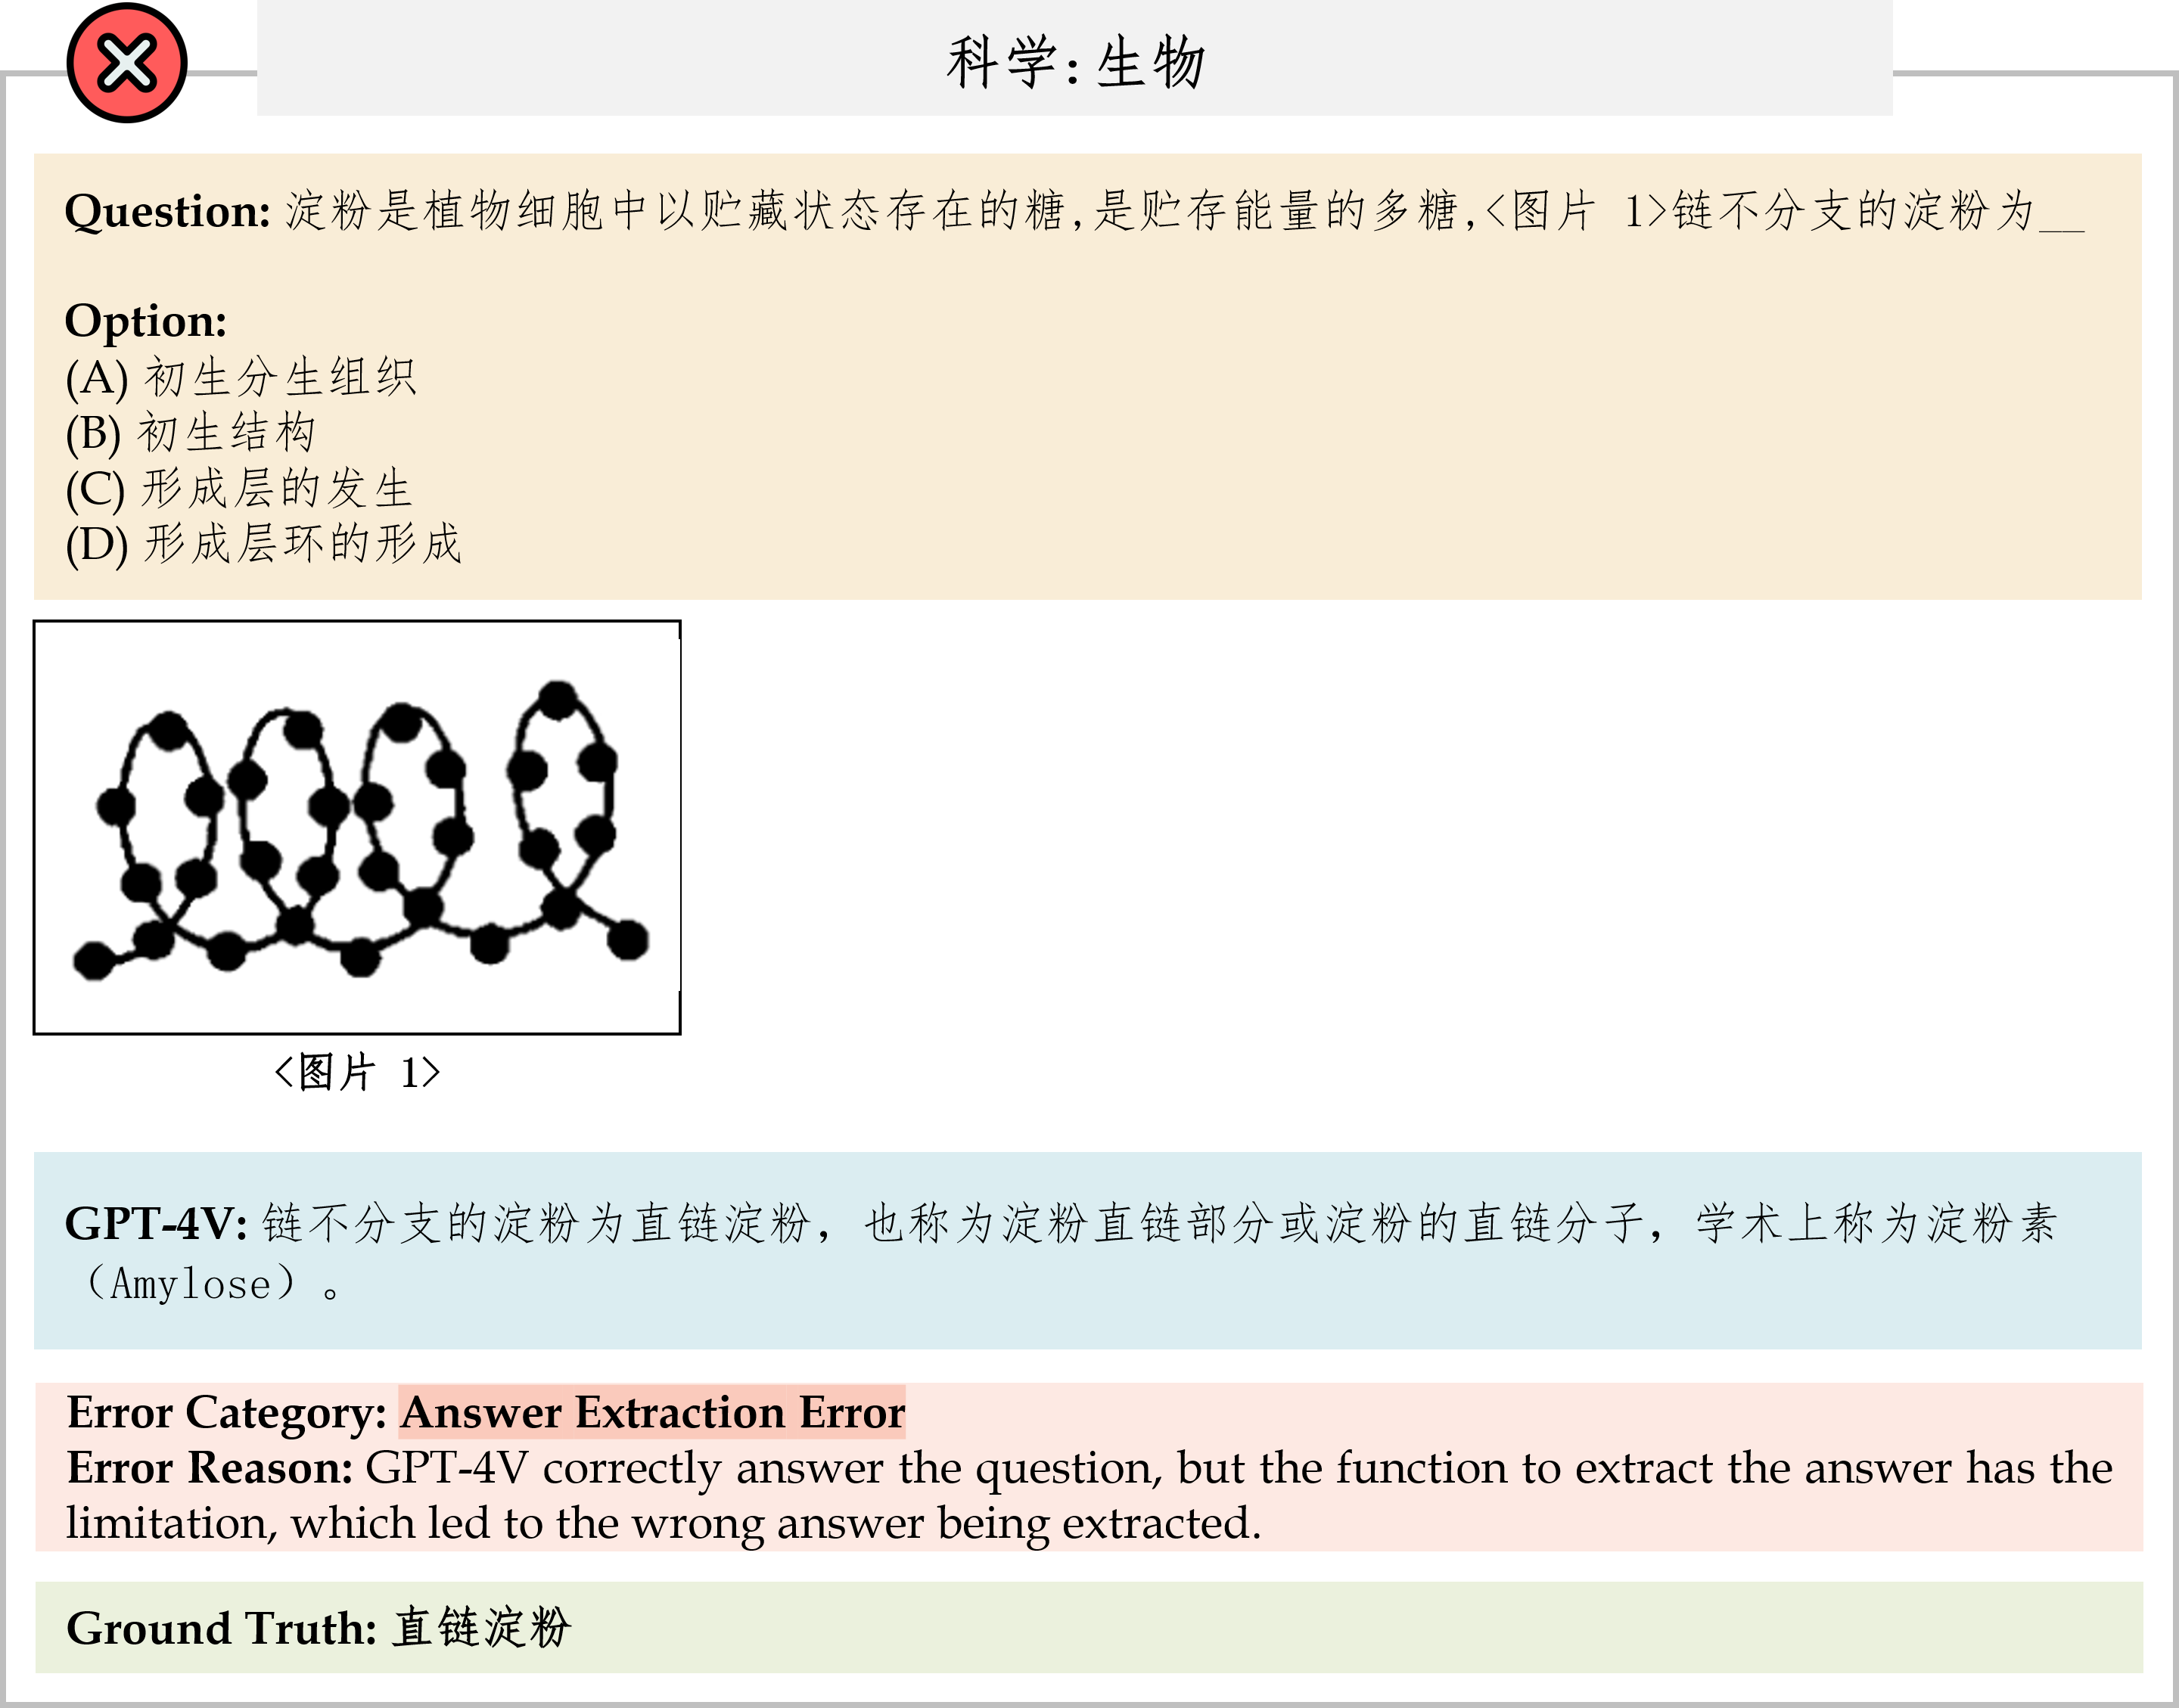 科学:生物
Question: 淀粉是植物细胞中以贮藏状态存在的糖,是贮存能量的多糖,<图片 1>链不分支的淀粉为__
Option:
(A) 初生分生组织
(B) 初生结构
(C) 形成层的发生
(D) 形成层环的形成
<图片 1>
GPT-4V: 链不分支的淀粉为直链淀粉，也称为淀粉直链部分或淀粉的直链分子，学术上称为淀粉素
（Amylose）。
Error Category: Answer Extraction Error
Error Reason: GPT-4V correctly answer the question, but the function to extract the answer has the
limitation, which led to the wrong answer being extracted.
Ground Truth: 直链淀粉